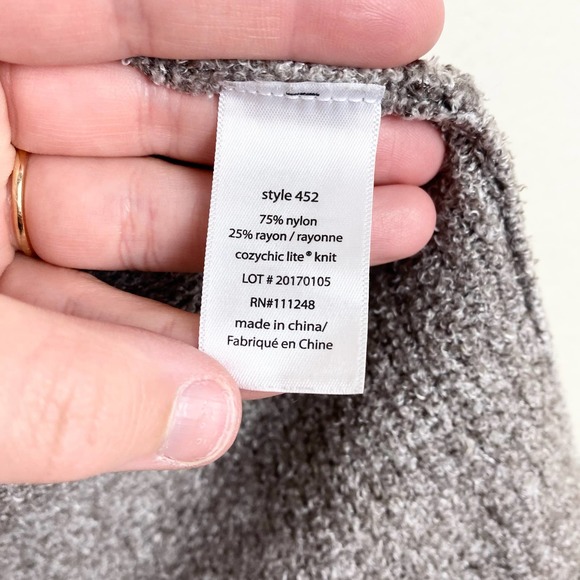 style 452
75% nylon
25% rayon / rayonne
cozychic lite® knit
LOT # 20170105
RN#111248
made in china/
Fabriqué en Chine